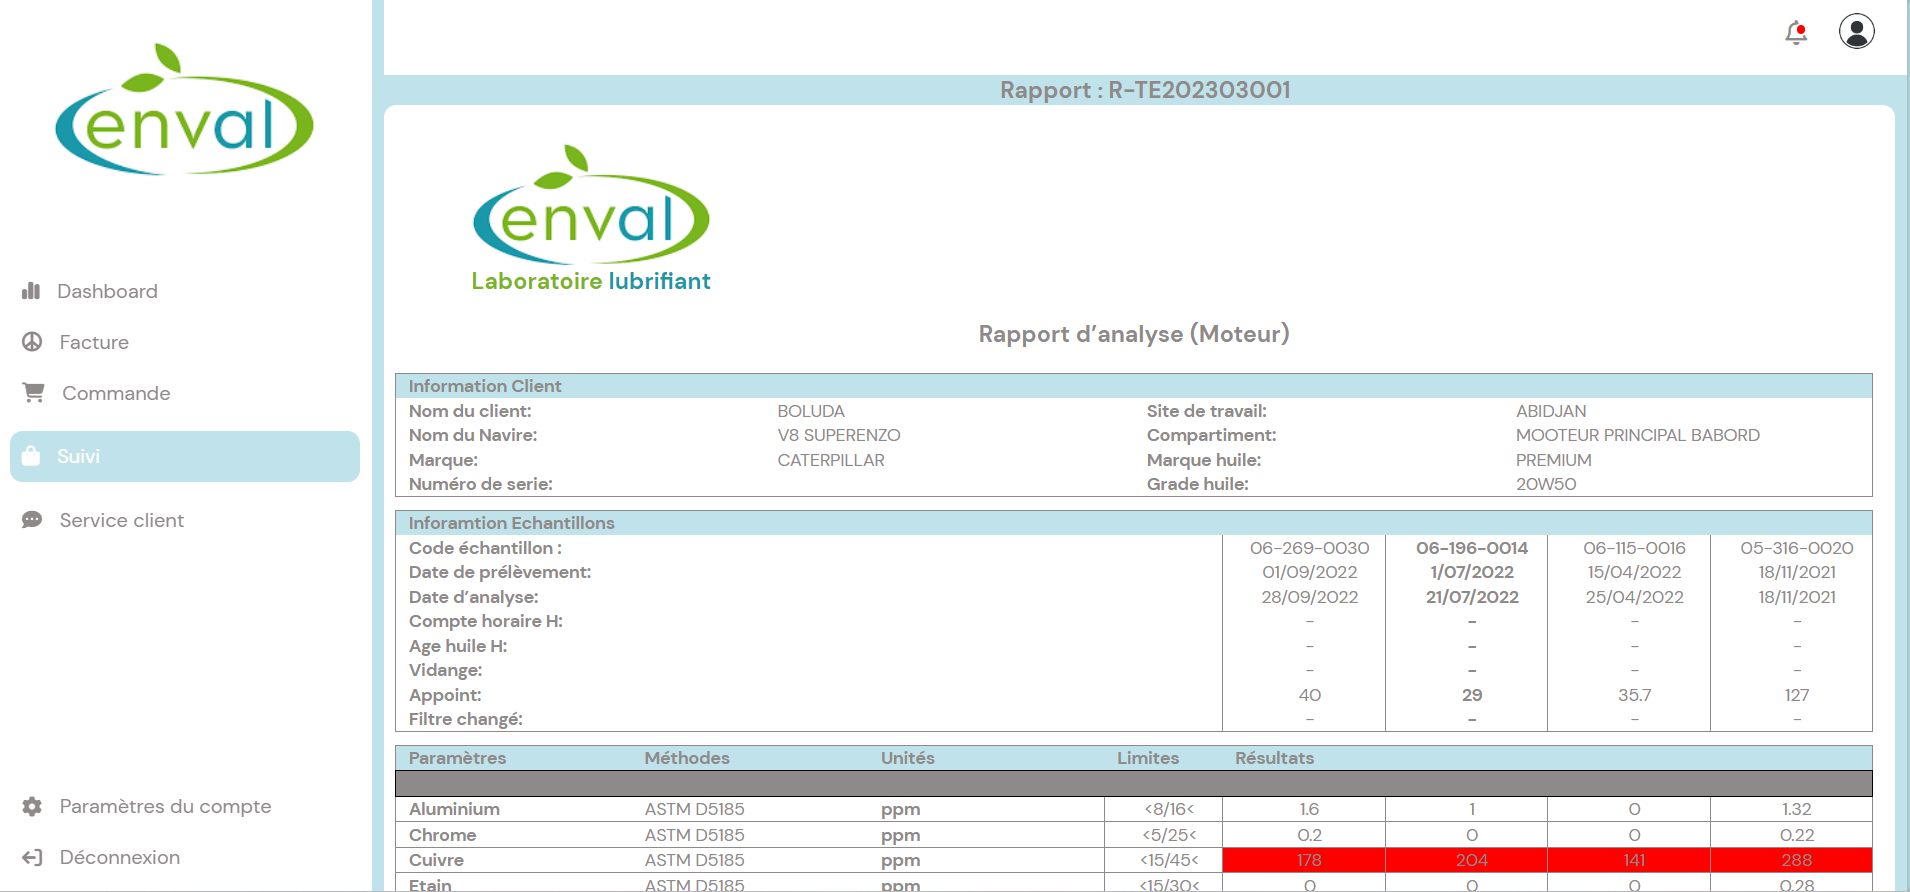 enval
Dashboard
Facture
Commande
Suivi
Service client
Paramètres du compte
Déconnexion
Rapport : R-TE202303001
enval
Laboratoire lubrifiant
Rapport d’analyse (Moteur)
Information Client
Nom du client: BOLUDA Site de travail: ABIDJAN
Nom du Navire: V8 SUPERENZO Compartiment: MOOTEUR PRINCIPAL BABORD
Marque: CATERPILLAR Marque huile: PREMIUM
Numéro de serie: Grade huile: 20W50
Inforamtion Echantillons
Code échantillon : 06-269-0030 06-196-0014 06-115-0016 05-316-0020
Date de prélèvement: 01/09/2022 1/07/2022 15/04/2022 18/11/2021
Date d’analyse: 28/09/2022 21/07/2022 25/04/2022 18/11/2021
Compte horaire H: - - - -
Age huile H: - - - -
Vidange: - - - -
Appoint: 40 29 35.7 127
Filtre changé: - - - -
Paramètres Méthodes Unités Limites Résultats
Aluminium ASTM D5185 ppm <8/16< 1.6 1 0 1.32
Chrome ASTM D5185 ppm <5/25< 0.2 0 0 0.22
Cuivre ASTM D5185 ppm <15/45< 178 204 141 288
Etain ASTM D5185 ppm <15/30< 0 0 0 0.28